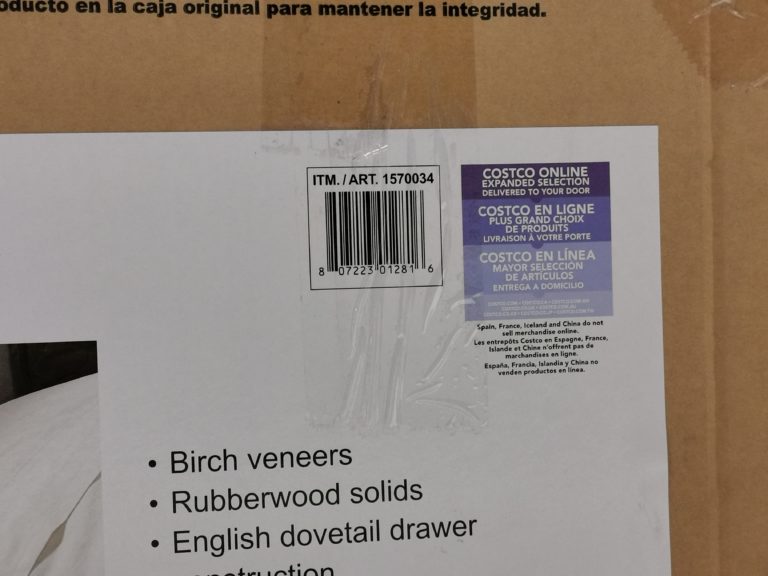 en la caja original para mantener la integridad.
ITM. / ART. 1570034
8 07223 01281 6
COSTCO ONLINE
EXPANDED SELECTION
DELIVERED TO YOUR DOOR
COSTCO EN LIGNE
PLUS GRAND CHOIX
DE PRODUITS
LIVRAISON À VOTRE PORTE
COSTCO EN LÍNEA
MAYOR SELECCIÓN
DE ARTÍCULOS
ENTREGA A DOMICILIO
Spain, France, Iceland and China do not
sell merchandise online.
Les entrepôts Costco en Espagne, France,
Islande et Chine n'offrent pas de
marchandises en ligne.
España, Francia, Islandia y China no
venden productos en línea.
• Birch veneers
• Rubberwood solids
• English dovetail drawer